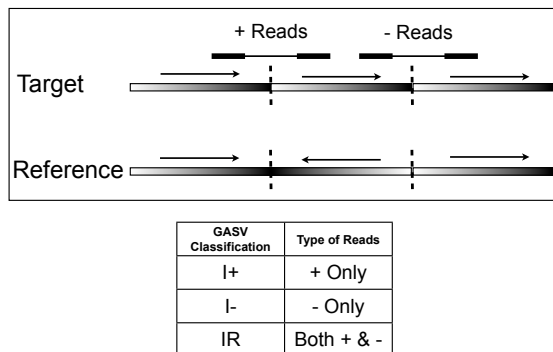 + Reads - Reads
Target
Reference
GASV Classification Type of Reads
I+ + Only
I- - Only
IR Both + & -